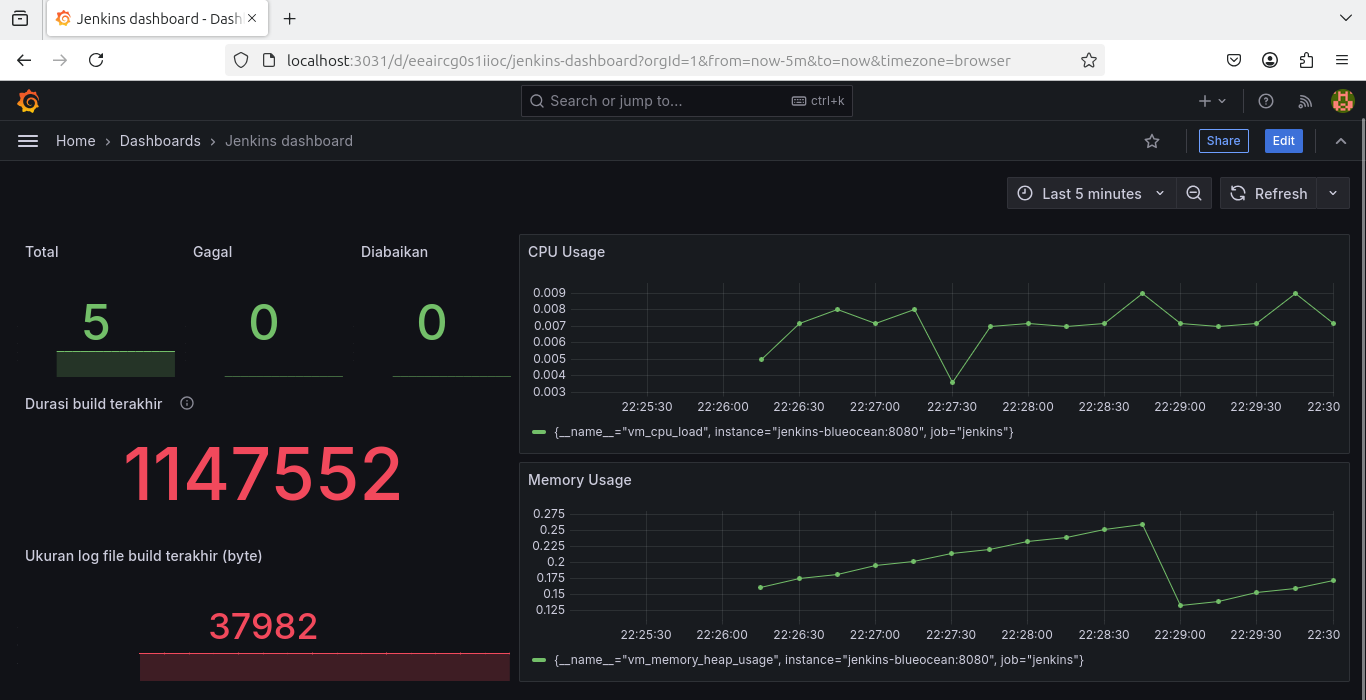 Jenkins dashboard - Dash
localhost:3031/d/eeaircg0s1iioc/jenkins-dashboard?orgId=1&from=now-5m&to=now&timezone=browser
Search or jump to...
ctrl+k
Home › Dashboards › Jenkins dashboard
Share
Edit
Last 5 minutes
Refresh
Total
5
Gagal
0
Diabaikan
0
Durasi build terakhir
1147552
Ukuran log file build terakhir (byte)
37982
CPU Usage
0.009
0.008
0.007
0.006
0.005
0.004
0.003
22:25:30 22:26:00 22:26:30 22:27:00 22:27:30 22:28:00 22:28:30 22:29:00 22:29:30 22:30
{__name__="vm_cpu_load", instance="jenkins-blueocean:8080", job="jenkins"}
Memory Usage
0.275
0.25
0.225
0.2
0.175
0.15
0.125
22:25:30 22:26:00 22:26:30 22:27:00 22:27:30 22:28:00 22:28:30 22:29:00 22:29:30 22:30
{__name__="vm_memory_heap_usage", instance="jenkins-blueocean:8080", job="jenkins"}